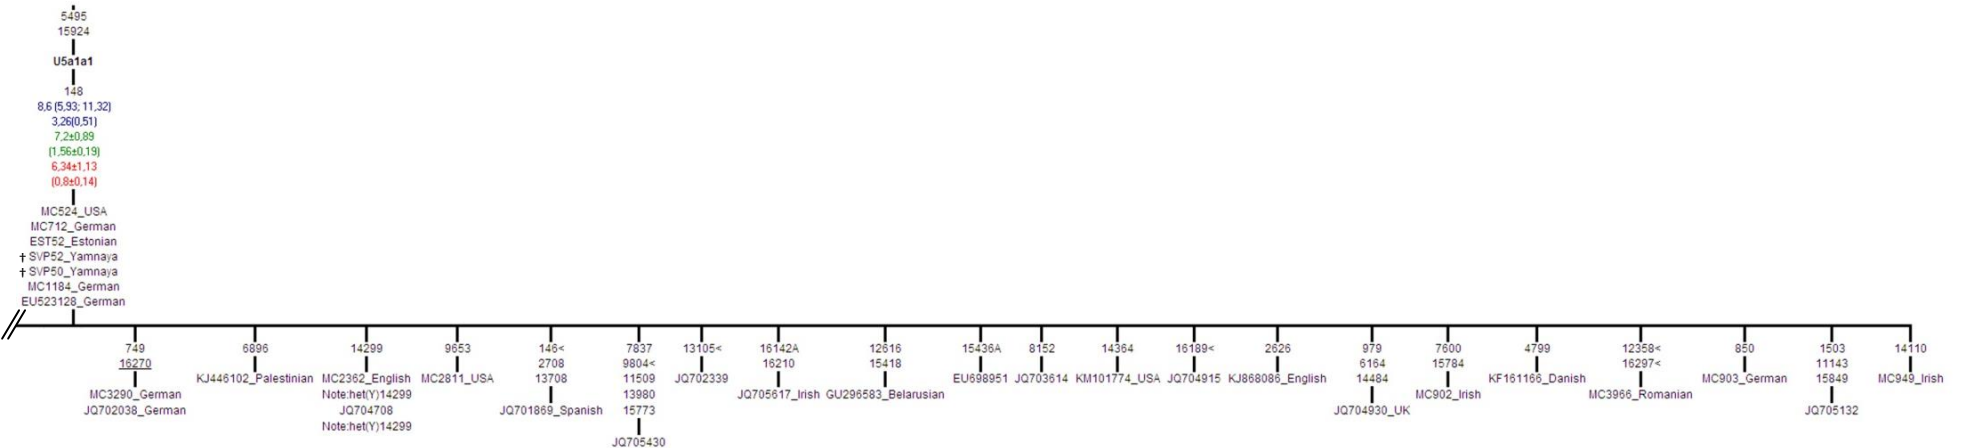 5495
15924
U5a1a1
148
8,6 (5,93; 11,32)
3,26(0,51)
7,2±0,89
(1,56±0,19)
6,34±1,13
(0,8±0,14)
MC524_USA
MC712_German
EST52_Estonian
† SVP52_Yamnaya
† SVP50_Yamnaya
MC1184_German
EU523128_German
749
16270
MC3290_German
JQ702038_German
6896
KJ446102_Palestinian
14299
MC2362_English
Note:het(Y)14299
JQ704708
Note:het(Y)14299
9653
MC2811_USA
146<
2708
13708
JQ701869_Spanish
7837
9804<
11509
13980
15773
JQ705430
13105<
JQ702339
16142A
16210
JQ705617_Irish
12616
15418
GU296583_Belarusian
15436A
EU698951
8152
JQ703614
14364
KM101774_USA
16189<
JQ704915
2626
KJ868086_English
979
6164
14484
JQ704930_UK
7600
15784
MC902_Irish
4799
KF161166_Danish
12358<
16297<
MC3966_Romanian
850
MC903_German
1503
11143
15849
JQ705132
14110
MC949_Irish